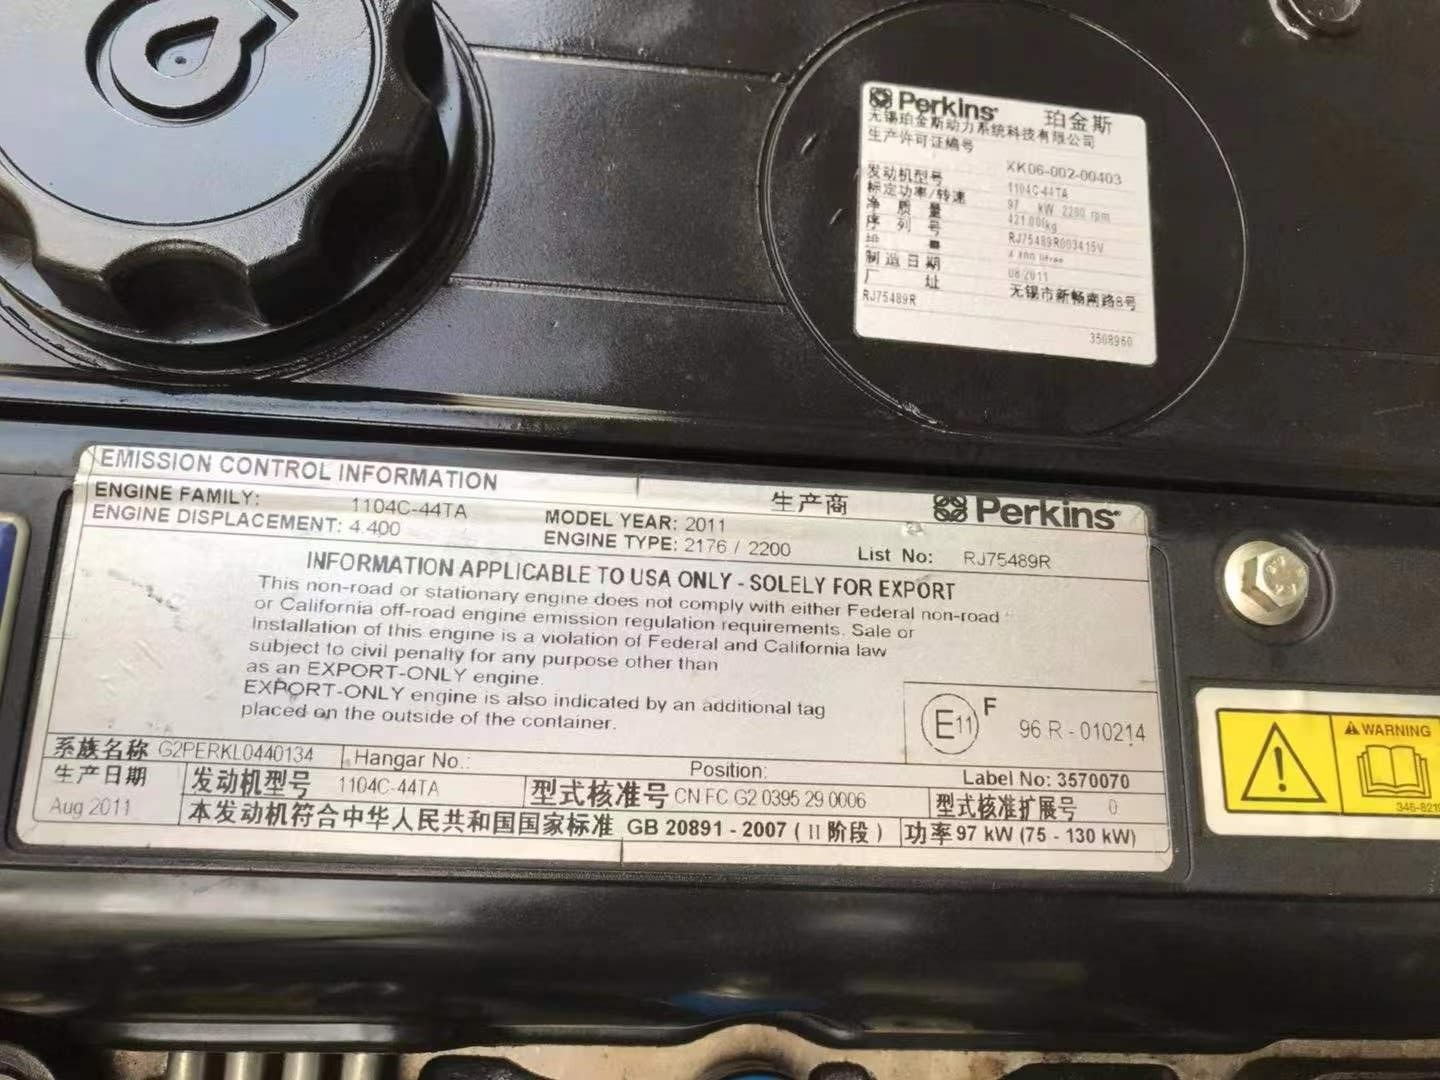 Perkins 珀金斯
无锡珀金斯动力系统科技有限公司
生产许可证编号 XK06-002-00403
发动机型号 1104C-44TA
标定功率/转速 97 kW 2200 rpm
净质量 421.00kg
序列号 RJ75489R003415V
4.400 litres
制造日期 08/2011
厂址 无锡市新畅南路8号
RJ75489R
3508960
EMISSION CONTROL INFORMATION
ENGINE FAMILY: 1104C-44TA MODEL YEAR: 2011 生产商 Perkins
ENGINE DISPLACEMENT: 4.400 ENGINE TYPE: 2176 / 2200 List No: RJ75489R
INFORMATION APPLICABLE TO USA ONLY - SOLELY FOR EXPORT
This non-road or stationary engine does not comply with either Federal non-road
or California off-road engine emission regulation requirements. Sale or
Installation of this engine is a violation of Federal and California law
subject to civil penalty for any purpose other than
as an EXPORT-ONLY engine.
EXPORT-ONLY engine is also indicated by an additional tag
placed on the outside of the container.
E11 F 96 R - 010214
系族名称 G2PERKL0440134 Hangar No.: Position: Label No: 3570070
生产日期 发动机型号 1104C-44TA 型式核准号 CN FC G2 0395 29 0006 型式核准扩展号 0
Aug 2011 本发动机符合中华人民共和国国家标准 GB 20891 - 2007 ( II 阶段 ) 功率 97 kW (75 - 130 kW)
WARNING